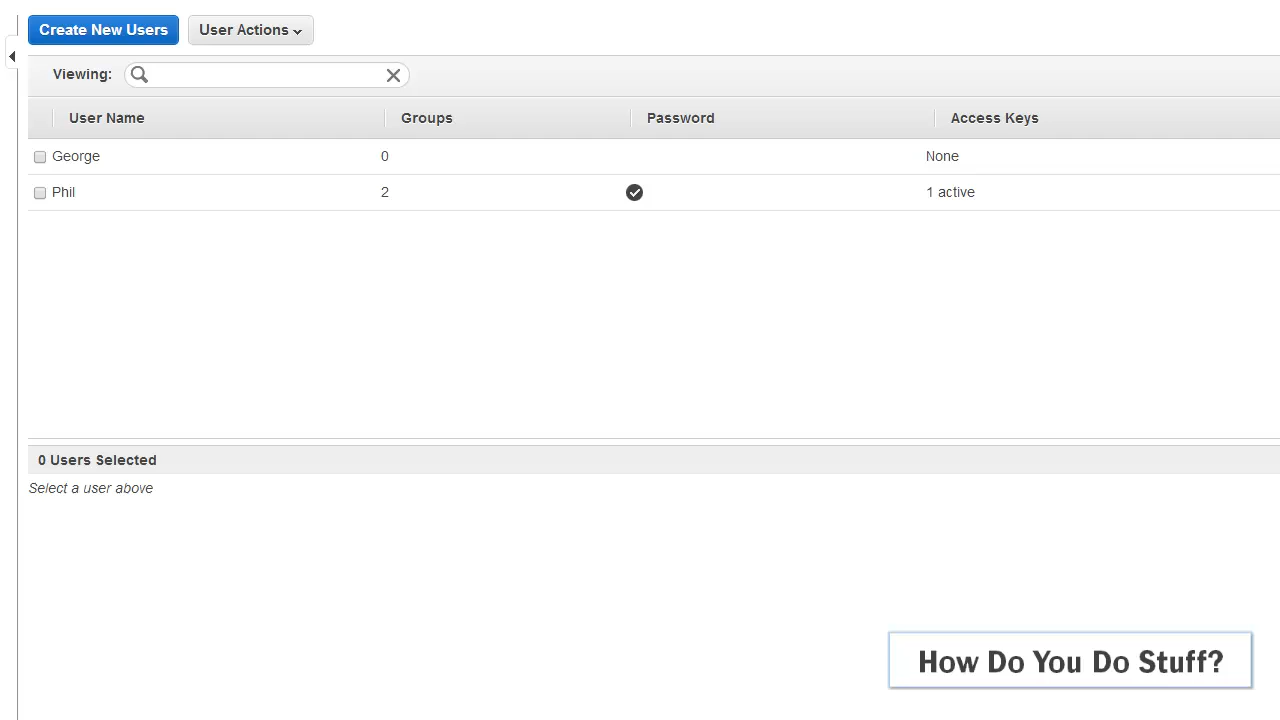 Create New Users User Actions
Viewing:
User Name Groups Password Access Keys
George 0 None
Phil 2 1 active
0 Users Selected
Select a user above
How Do You Do Stuff?